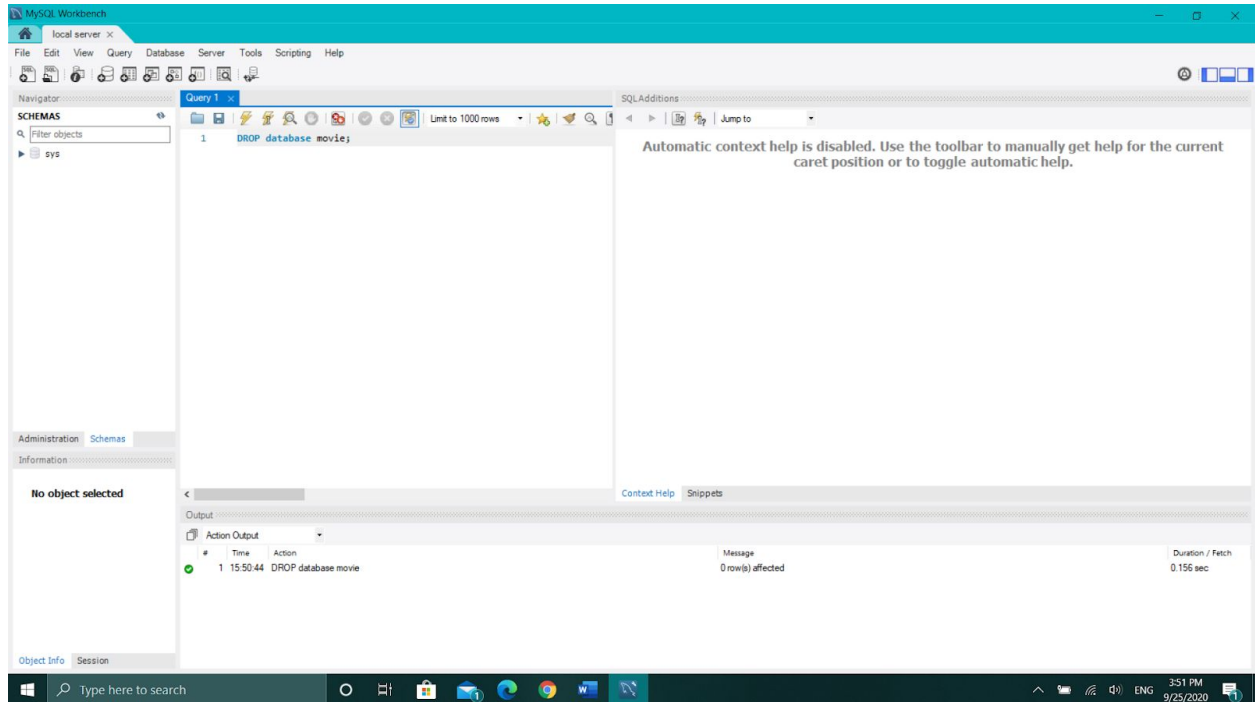 MySQL Workbench
local server
File Edit View Query Database Server Tools Scripting Help
Navigator
SCHEMAS
Filter objects
sys
Administration Schemas
Information
No object selected
Object Info Session
Query 1
Limit to 1000 rows
1 DROP database movie;
SQLAdditions
Jump to
Automatic context help is disabled. Use the toolbar to manually get help for the current
caret position or to toggle automatic help.
Context Help Snippets
Output
Action Output
# Time Action Message Duration / Fetch
1 15:50:44 DROP database movie 0 row(s) affected 0.156 sec
Type here to search
ENG
3:51 PM
9/25/2020